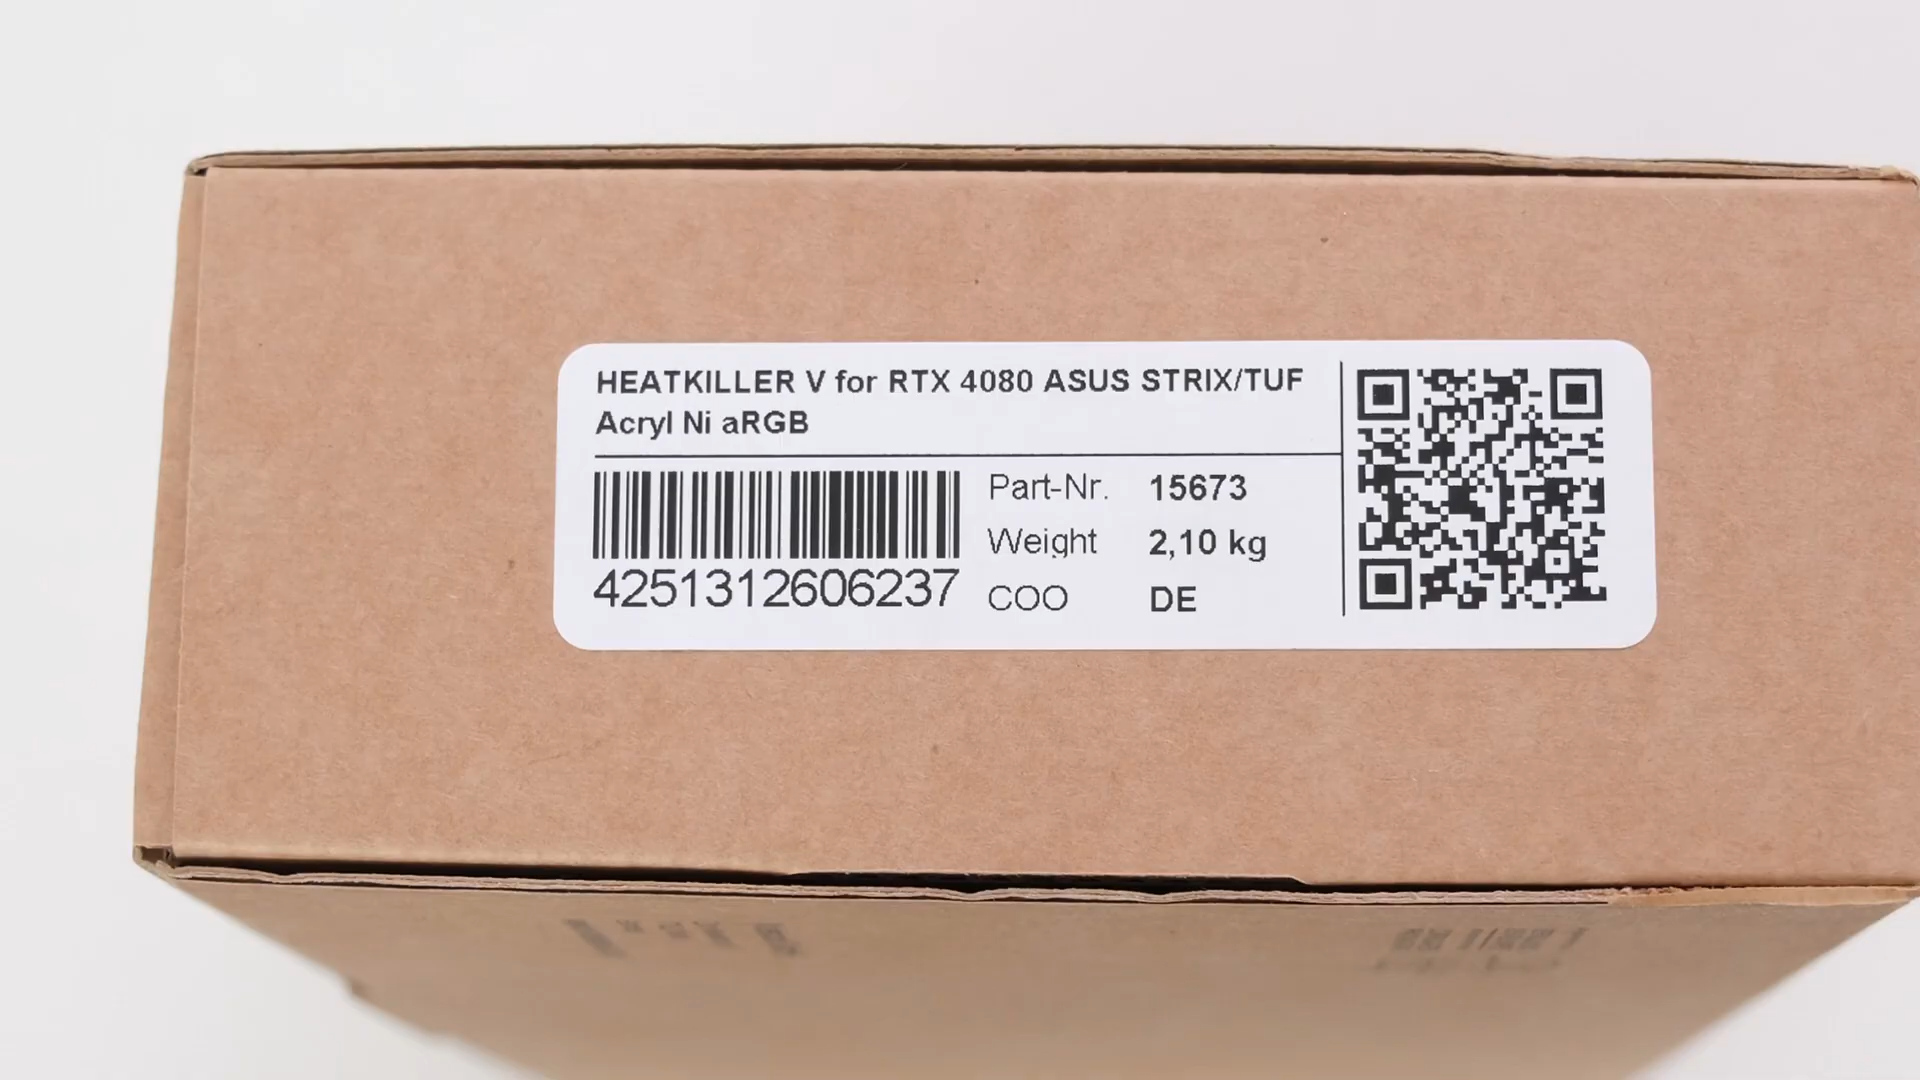 HEATKILLER V for RTX 4080 ASUS STRIX/TUF
Acryl Ni aRGB
Part-Nr. 15673
Weight 2,10 kg
4251312606237
COO DE